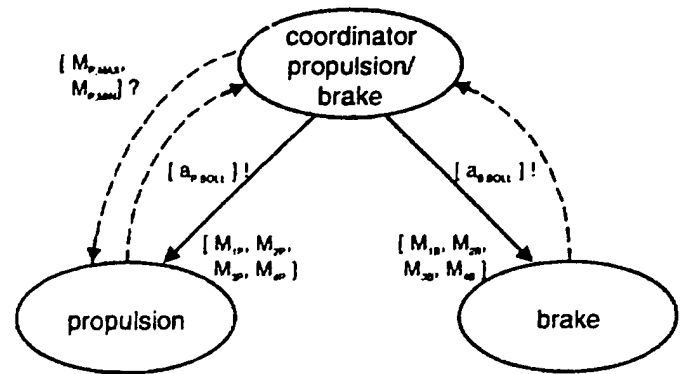 coordinator
propulsion/
brake
[ M_P,MAX,
M_P,MIN] ?
[ a_P SOLL ] !
[ a_B SOLL ] !
[ M_1P, M_2P,
M_3P, M_4P ]
[ M_1B, M_2B,
M_3B, M_4B ]
propulsion
brake